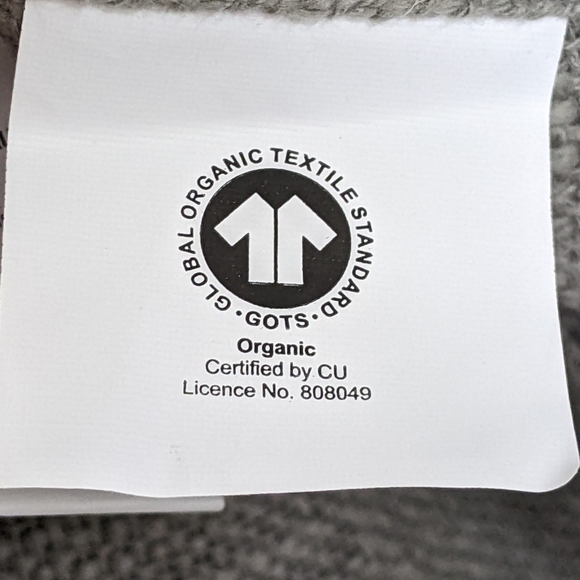 GLOBAL ORGANIC TEXTILE STANDARD
· GOTS ·
Organic
Certified by CU
Licence No. 808049